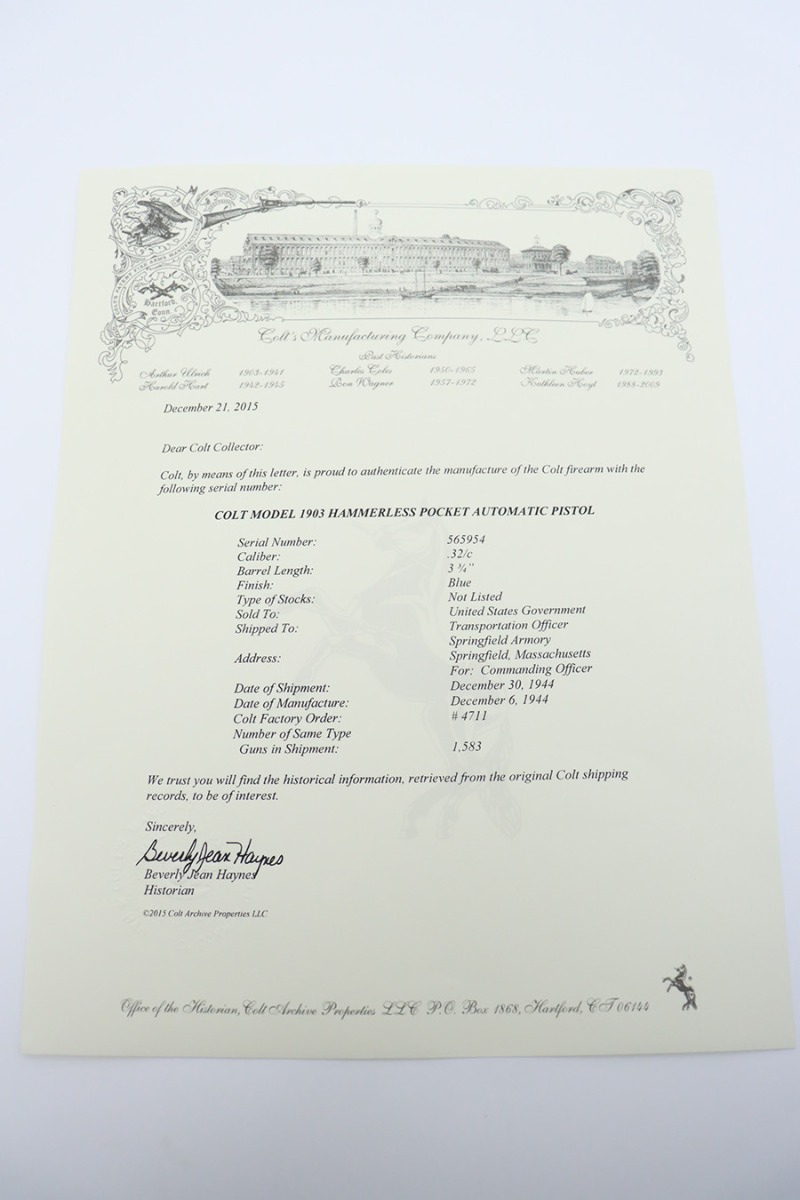 Hartford,
Conn.
Colt's Manufacturing Company, LLC
Past Historians
Arthur Ulrich 1903-1941 Charles Coles 1950-1965 Martin Huber 1972-1993
Harold Hart 1942-1945 Ron Wagner 1957-1972 Kathleen Hoyt 1988-2009
December 21, 2015
Dear Colt Collector:
Colt, by means of this letter, is proud to authenticate the manufacture of the Colt firearm with the
following serial number:
COLT MODEL 1903 HAMMERLESS POCKET AUTOMATIC PISTOL
Serial Number: 565954
Caliber: .32/c
Barrel Length: 3 ¾"
Finish: Blue
Type of Stocks: Not Listed
Sold To: United States Government
Shipped To: Transportation Officer
Springfield Armory
Address: Springfield, Massachusetts
For: Commanding Officer
Date of Shipment: December 30, 1944
Date of Manufacture: December 6, 1944
Colt Factory Order: # 4711
Number of Same Type
Guns in Shipment: 1,583
We trust you will find the historical information, retrieved from the original Colt shipping
records, to be of interest.
Sincerely,
Beverly Jean Haynes
Beverly Jean Haynes
Historian
©2015 Colt Archive Properties LLC
Office of the Historian, Colt Archive Properties LLC P.O. Box 1868, Hartford, CT 06144